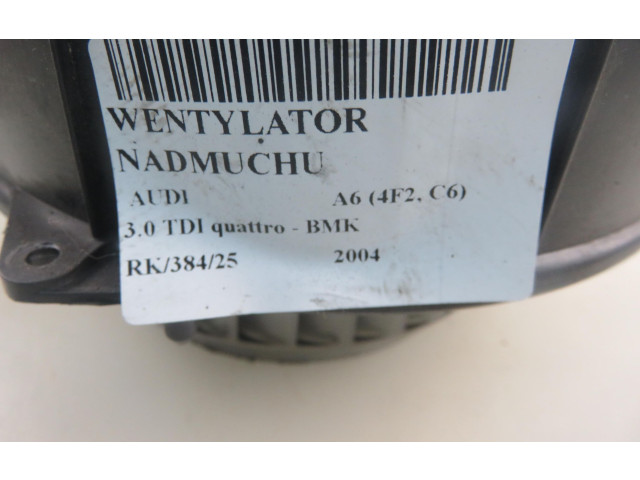 WENTYLATOR
NADMUCHU
AUDI A6 (4F2, C6)
3.0 TDI quattro - BMK
RK/384/25 2004